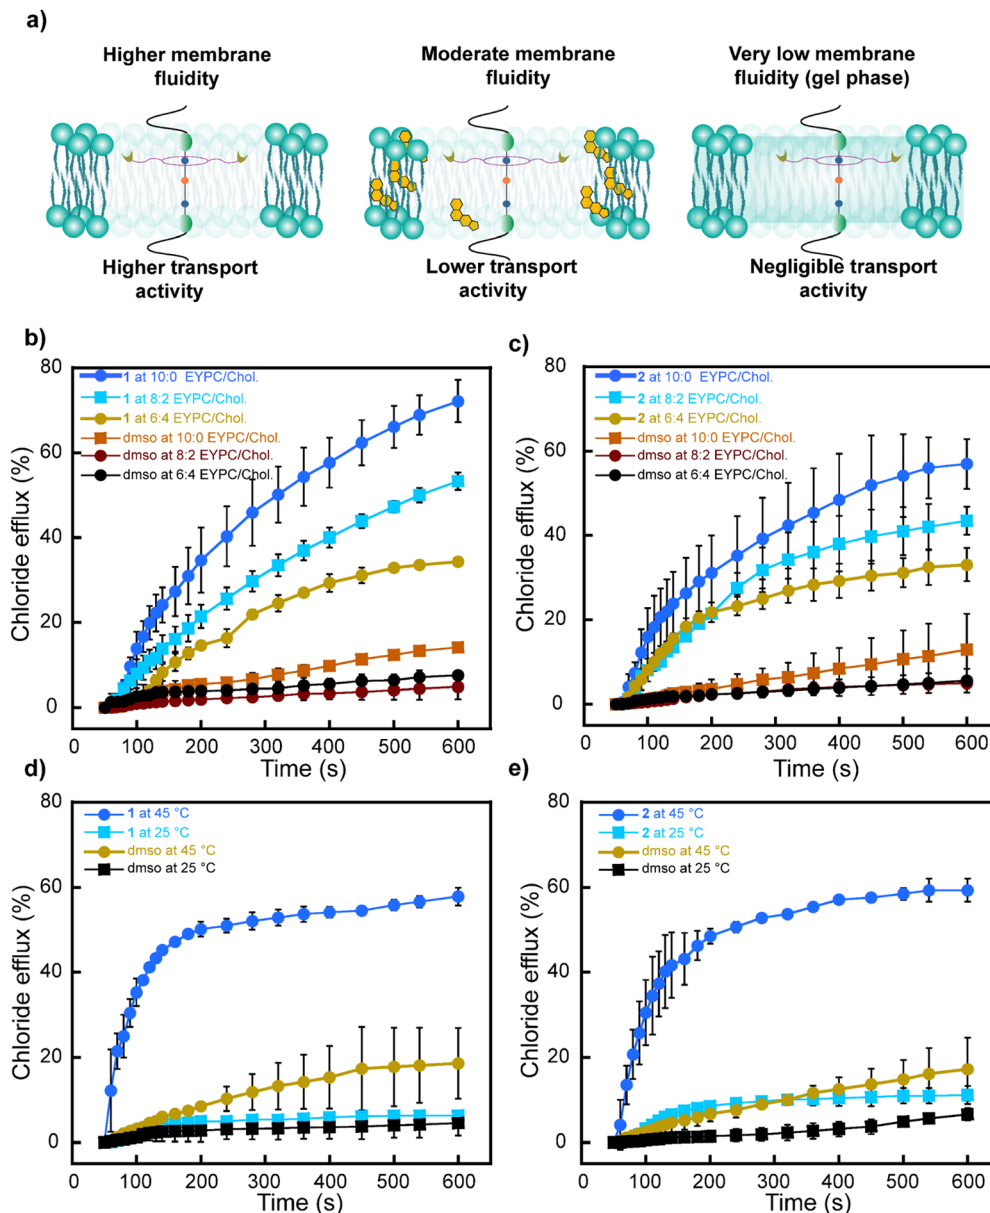 a)
Higher membrane
fluidity
Moderate membrane
fluidity
Very low membrane
fluidity (gel phase)
Higher transport
activity
Lower transport
activity
Negligible transport
activity
b)
80
60
40
20
0
Chloride efflux (%)
1 at 10:0 EYPC/Chol.
1 at 8:2 EYPC/Chol.
1 at 6:4 EYPC/Chol.
dmso at 10:0 EYPC/Chol.
dmso at 8:2 EYPC/Chol.
dmso at 6:4 EYPC/Chol.
0 100 200 300 400 500 600
Time (s)
c)
80
60
40
20
0
Chloride efflux (%)
2 at 10:0 EYPC/Chol.
2 at 8:2 EYPC/Chol.
2 at 6:4 EYPC/Chol.
dmso at 10:0 EYPC/Chol.
dmso at 8:2 EYPC/Chol.
dmso at 6:4 EYPC/Chol.
0 100 200 300 400 500 600
Time (s)
d)
80
60
40
20
0
Chloride efflux (%)
1 at 45 °C
1 at 25 °C
dmso at 45 °C
dmso at 25 °C
0 100 200 300 400 500 600
Time (s)
e)
80
60
40
20
0
Chloride efflux (%)
2 at 45 °C
2 at 25 °C
dmso at 45 °C
dmso at 25 °C
0 100 200 300 400 500 600
Time (s)